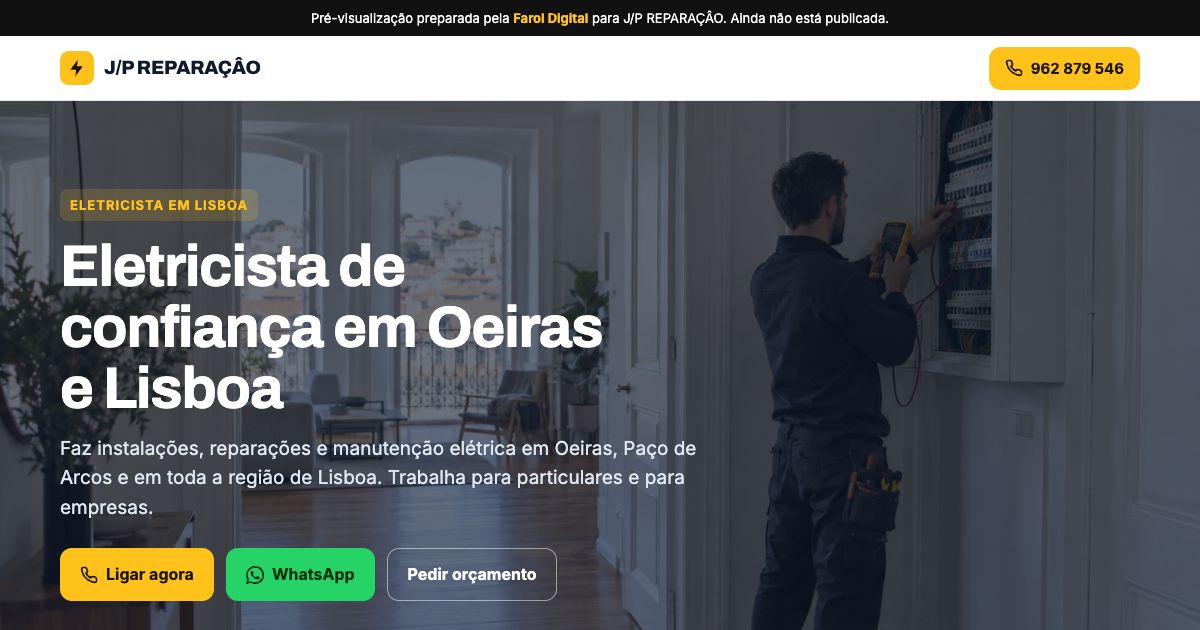 Pré-visualização preparada pela Farol Digital para J/P REPARAÇÂO. Ainda não está publicada.
J/P REPARAÇÂO
962 879 546
ELETRICISTA EM LISBOA
Eletricista de
confiança em Oeiras
e Lisboa
Faz instalações, reparações e manutenção elétrica em Oeiras, Paço de
Arcos e em toda a região de Lisboa. Trabalha para particulares e para
empresas.
Ligar agora
WhatsApp
Pedir orçamento